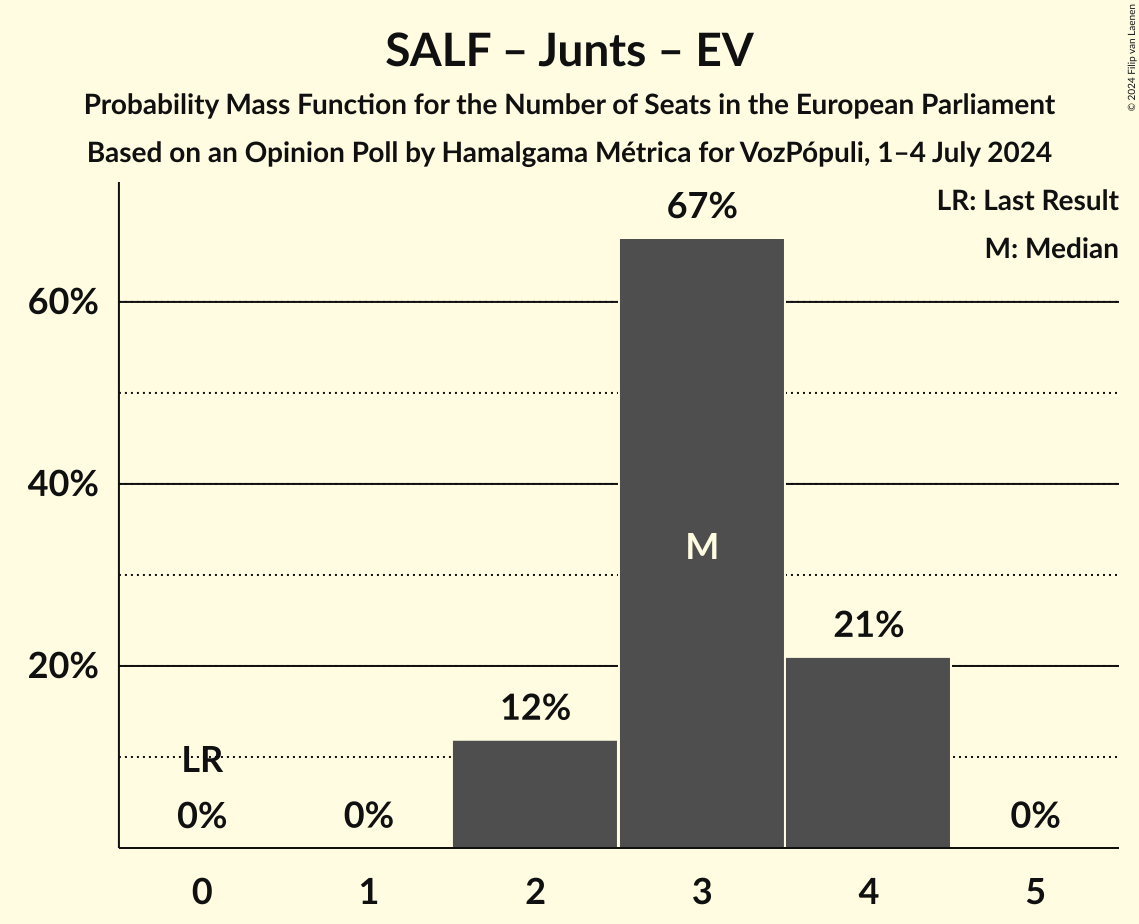 SALF – Junts – EV
Probability Mass Function for the Number of Seats in the European Parliament
Based on an Opinion Poll by Hamalgama Métrica for VozPópuli, 1–4 July 2024
© 2024 Filip van Laenen
LR: Last Result
M: Median
67%
60%
40%
M
21%
20%
12%
LR
0%
0%
0%
0
1
2
3
4
5